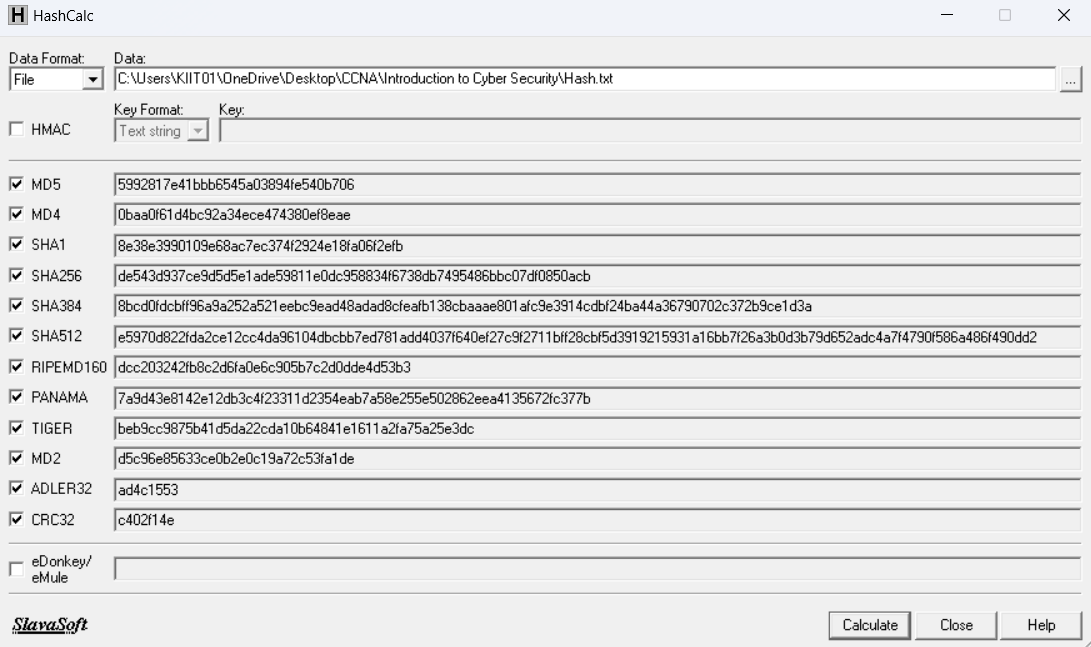 HashCalc
Data Format: Data:
File C:\Users\KIIT01\OneDrive\Desktop\CCNA\Introduction to Cyber Security\Hash.txt ...
Key Format: Key:
HMAC Text string
MD5 5992817e41bbb6545a03894fe540b706
MD4 0baa0f61d4bc92a34ece474380ef8eae
SHA1 8e38e3990109e68ac7ec374f2924e18fa06f2efb
SHA256 de543d937ce9d5d5e1ade59811e0dc958834f6738db7495486bbc07df0850acb
SHA384 8bcd0fdcbff96a9a252a521eebc9ead48adad8cfeafb138cbaaae801afc9e3914cdbf24ba44a36790702c372b9ce1d3a
SHA512 e5970d822fda2ce12cc4da96104dbcbb7ed781add4037f640ef27c9f2711bff28cbf5d3919215931a16bb7f26a3b0d3b79d652adc4a7f4790f586a486f490dd2
RIPEMD160 dcc203242fb8c2d6fa0e6c905b7c2d0dde4d53b3
PANAMA 7a9d43e8142e12db3c4f23311d2354eab7a58e255e502862eea4135672fc377b
TIGER beb9cc9875b41d5da22cda10b64841e1611a2fa75a25e3dc
MD2 d5c96e85633ce0b2e0c19a72c53fa1de
ADLER32 ad4c1553
CRC32 c402f14e
eDonkey/
eMule
SlavaSoft Calculate Close Help